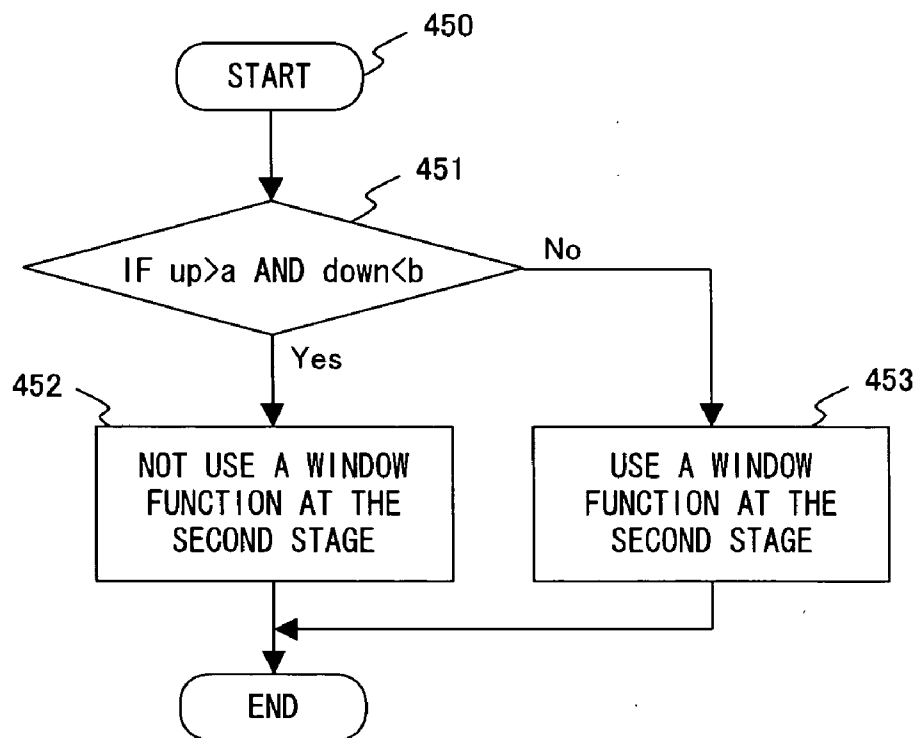 450
START
451
IF up>a AND down<b
No
Yes
452
453
NOT USE A WINDOW
FUNCTION AT THE
SECOND STAGE
USE A WINDOW
FUNCTION AT THE
SECOND STAGE
END